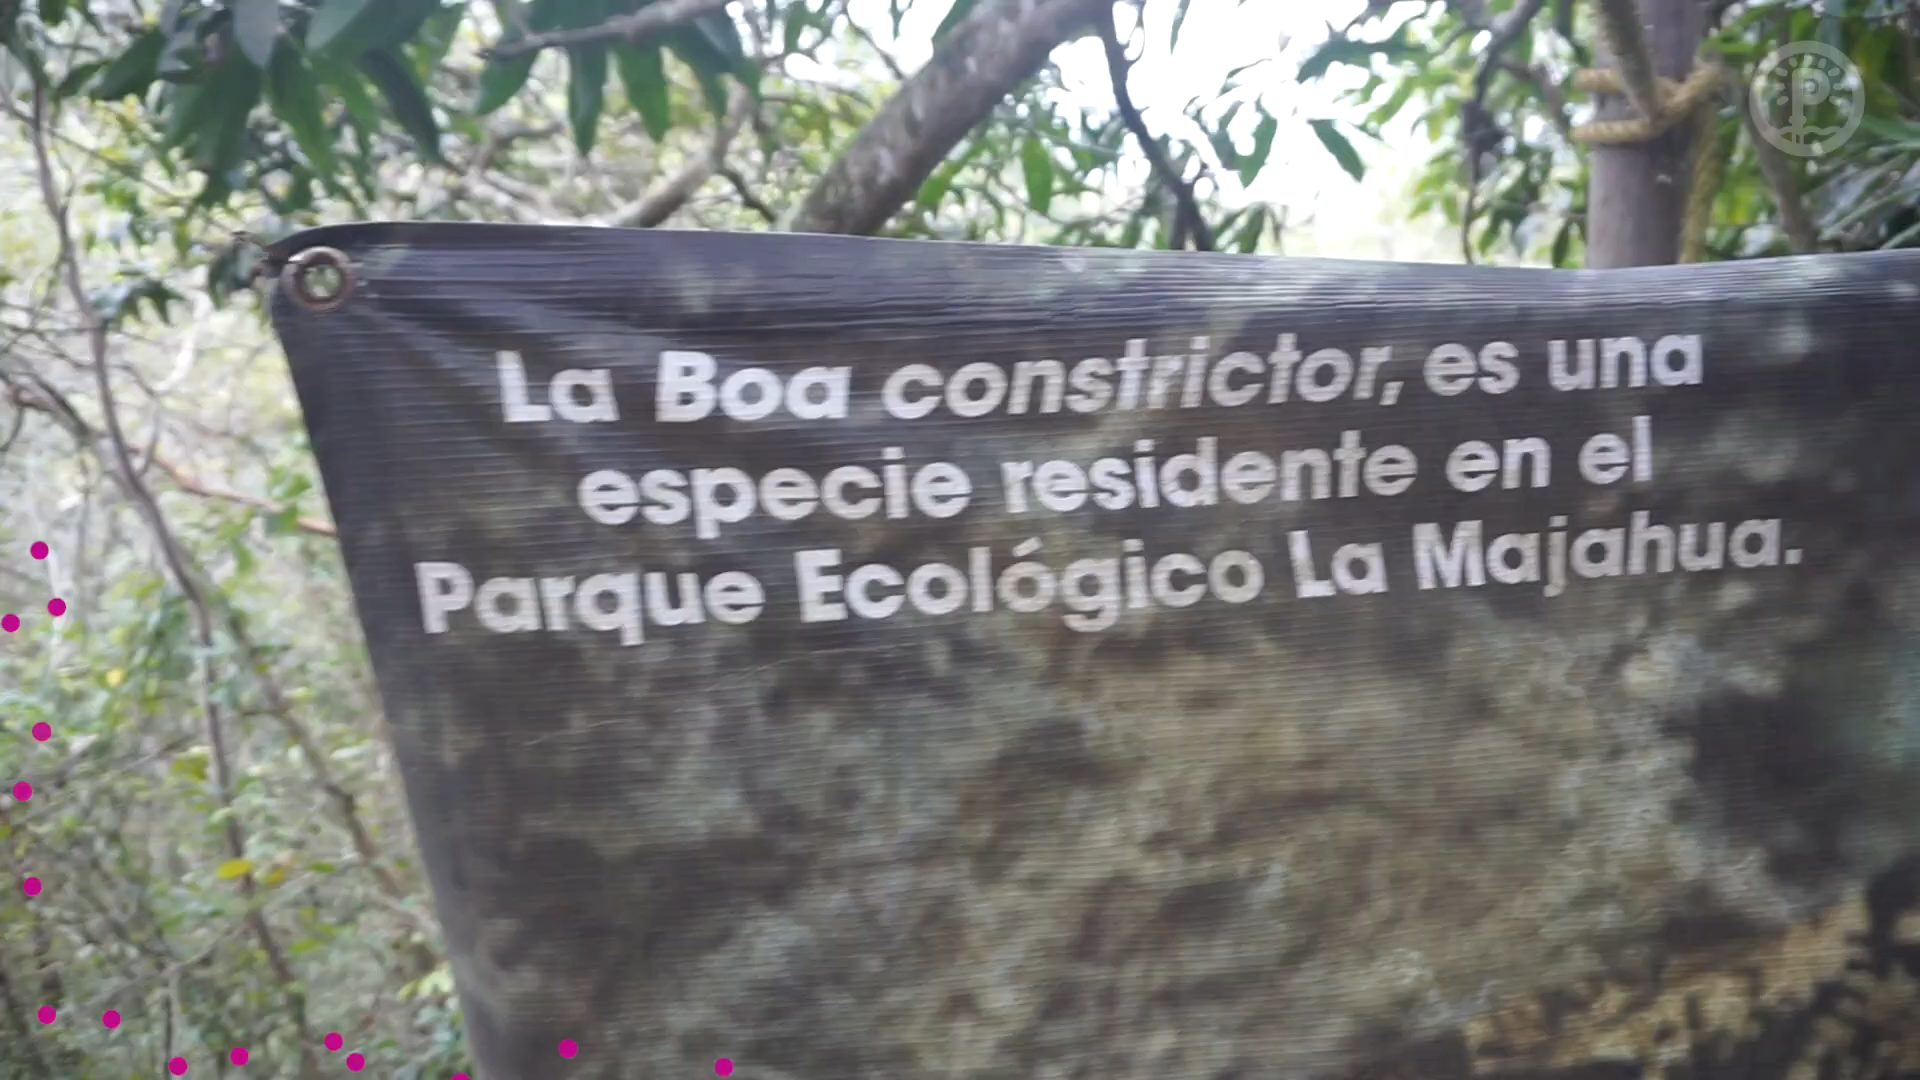 La Boa constrictor, es una
especie residente en el
Parque Ecológico La Majahua.